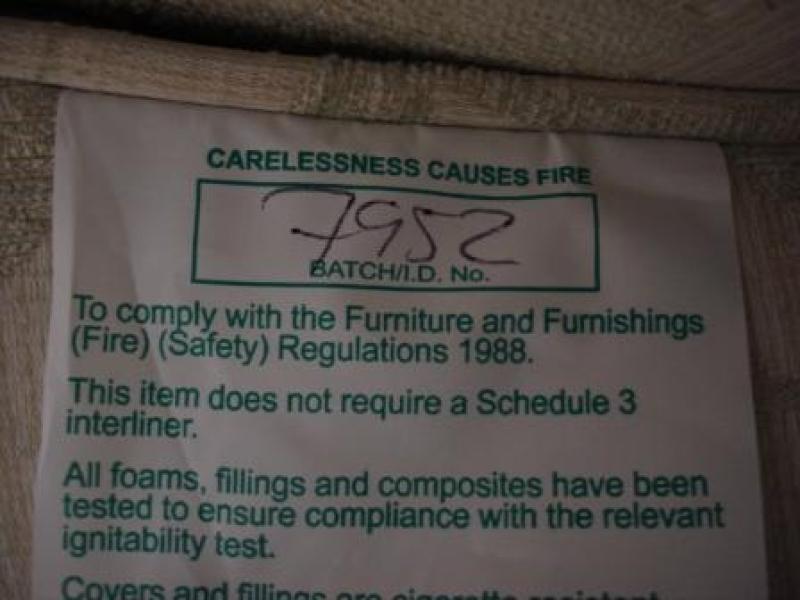 CARELESSNESS CAUSES FIRE
7952
BATCH/I.D. No.
To comply with the Furniture and Furnishings
(Fire) (Safety) Regulations 1988.
This item does not require a Schedule 3
interliner.
All foams, fillings and composites have been
tested to ensure compliance with the relevant
ignitability test.
Covers and fillings are cigarette resistant